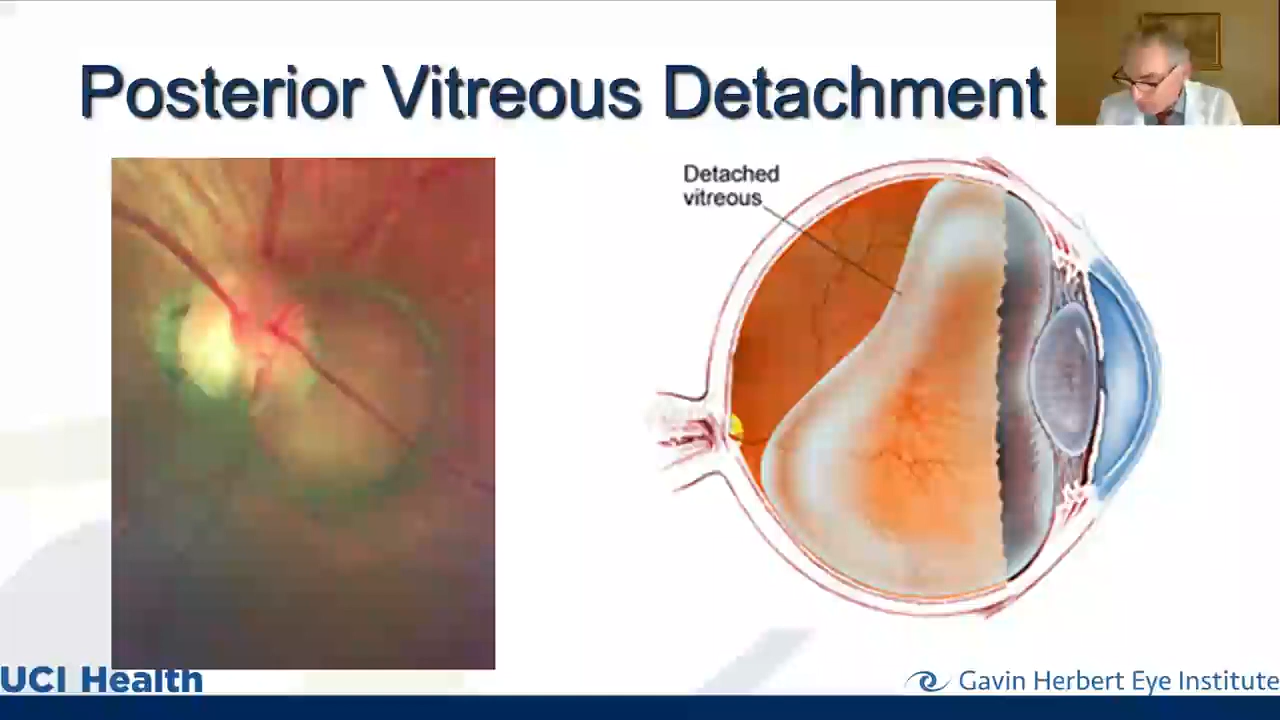 Posterior Vitreous Detachment
Detached
vitreous
UCI Health
Gavin Herbert Eye Institute